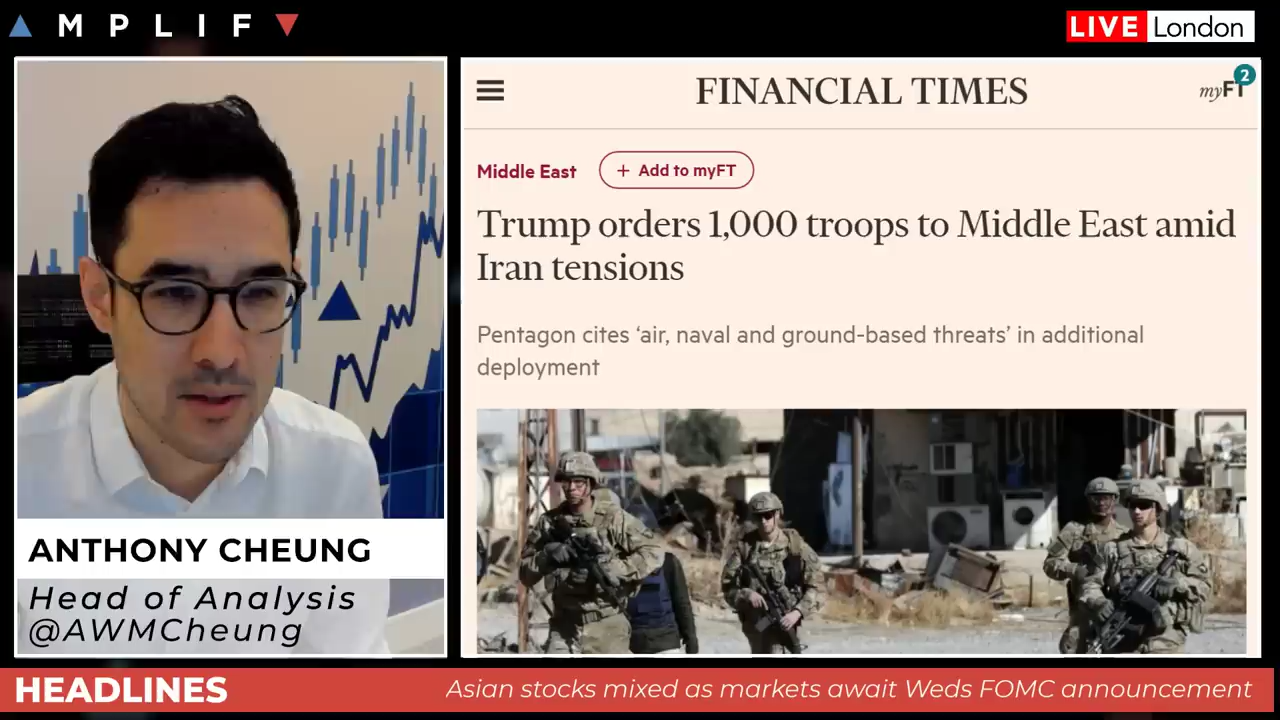 AMPLIFY
LIVE London
FINANCIAL TIMES
myFT
2
Middle East
+ Add to myFT
Trump orders 1,000 troops to Middle East amid
Iran tensions
Pentagon cites ‘air, naval and ground-based threats’ in additional
deployment
ANTHONY CHEUNG
Head of Analysis
@AWMCheung
HEADLINES
Asian stocks mixed as markets await Weds FOMC announcement